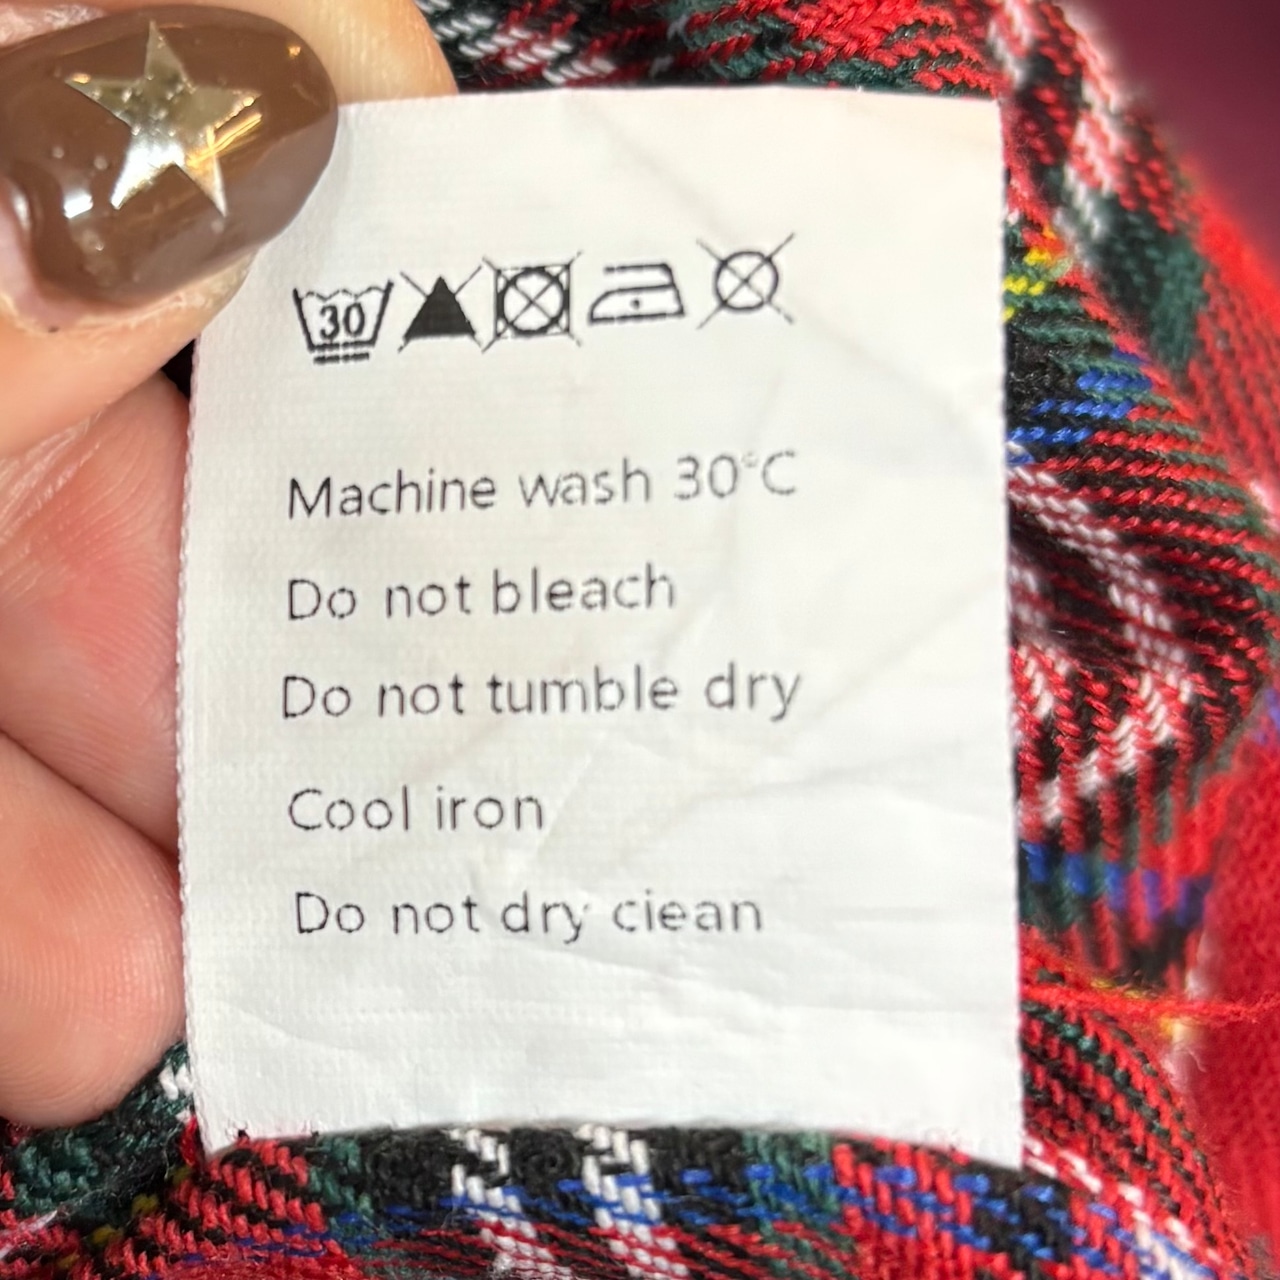 30
Machine wash 30°C
Do not bleach
Do not tumble dry
Cool iron
Do not dry ciean